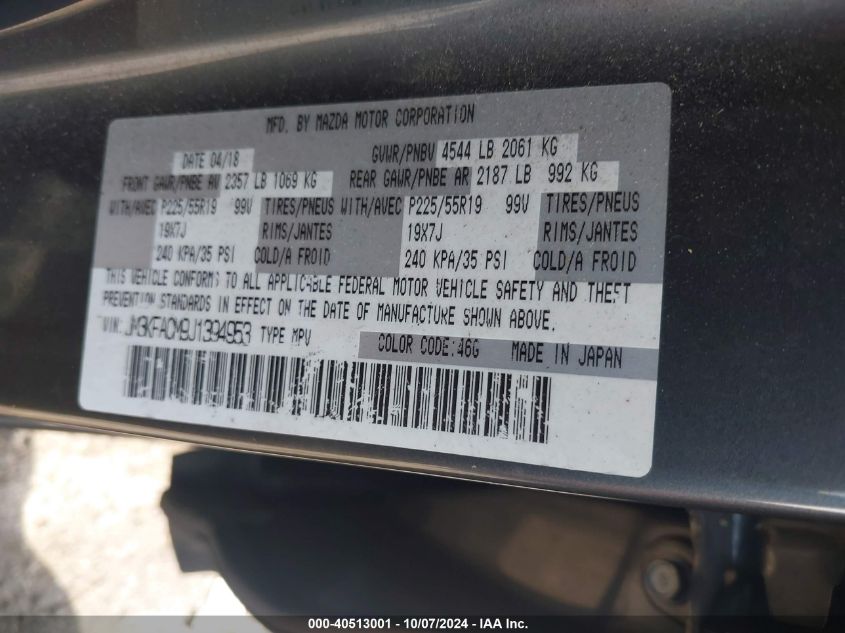 MFD. BY MAZDA MOTOR CORPORATION
DATE 04/18 GVWR/PNBV 4544 LB 2061 KG
FRONT GAWR/PNBE AV 2357 LB 1069 KG REAR GAWR/PNBE AR 2187 LB 992 KG
WITH/AVEC P225/55R19 99V TIRES/PNEUS WITH/AVEC P225/55R19 99V TIRES/PNEUS
19X7J RIMS/JANTES 19X7J RIMS/JANTES
240 KPA/35 PSI COLD/A FROID 240 KPA/35 PSI COLD/A FROID
THIS VEHICLE CONFORMS TO ALL APPLICABLE FEDERAL MOTOR VEHICLE SAFETY AND THEFT
PREVENTION STANDARDS IN EFFECT ON THE DATE OF MANUFACTURE SHOWN ABOVE.
VIN: JM3KFACM9J1394953 TYPE MPV
COLOR CODE:46G MADE IN JAPAN
000-40513001 - 10/07/2024 - IAA Inc.